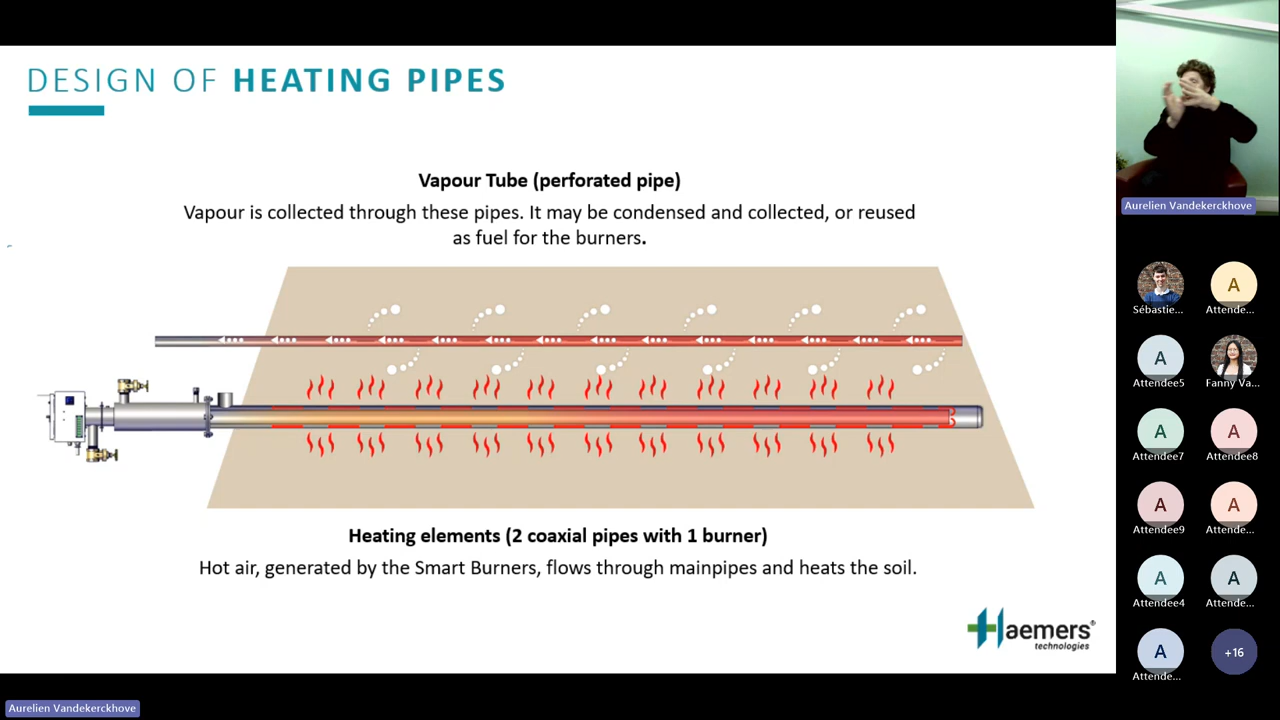 DESIGN OF HEATING PIPES
Vapour Tube (perforated pipe)
Vapour is collected through these pipes. It may be condensed and collected, or reused
as fuel for the burners.
Heating elements (2 coaxial pipes with 1 burner)
Hot air, generated by the Smart Burners, flows through mainpipes and heats the soil.
Haemers®
technologies
Aurelien Vandekerckhove
Sébastie...
A
Attende...
A
Attendee5
Fanny Va...
A
Attendee7
A
Attendee8
A
Attendee9
A
Attende...
A
Attendee4
A
Attende...
A
Attende...
+16
Aurelien Vandekerckhove